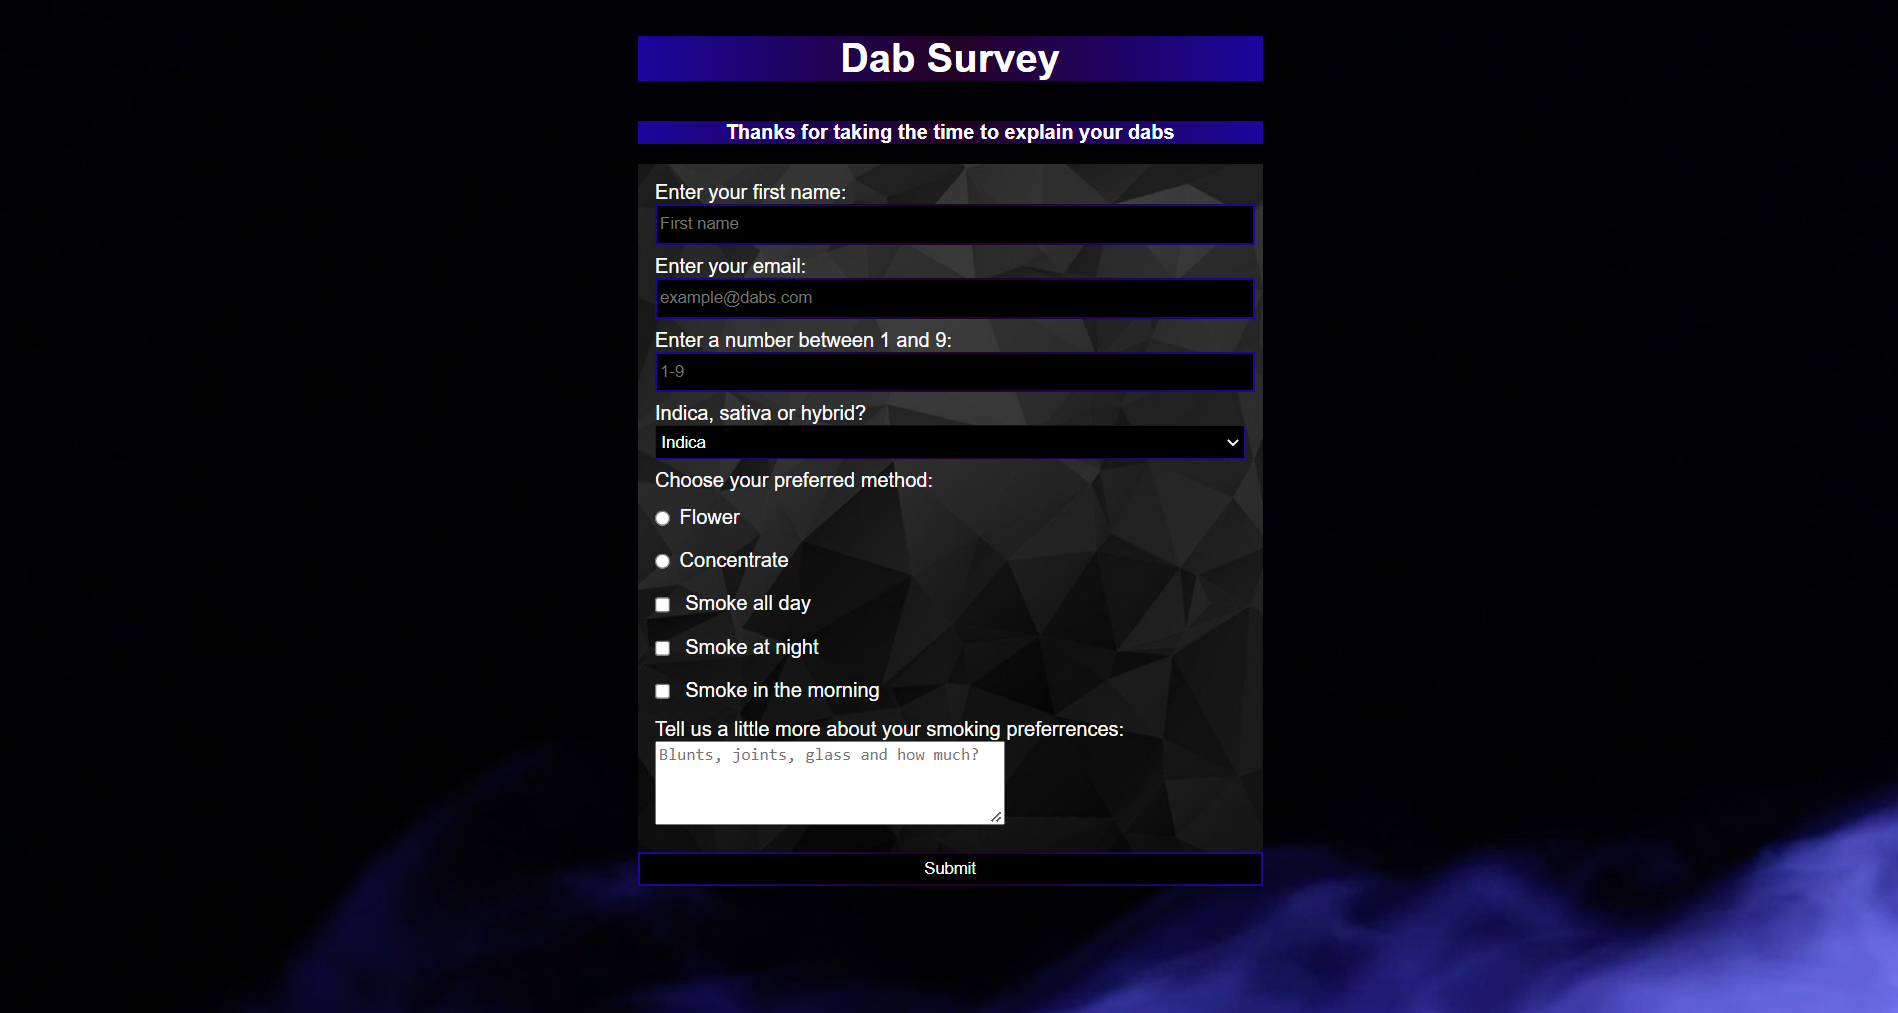 Dab Survey
Thanks for taking the time to explain your dabs
Enter your first name:
First name
Enter your email:
example@dabs.com
Enter a number between 1 and 9:
1-9
Indica, sativa or hybrid?
Indica
Choose your preferred method:
Flower
Concentrate
Smoke all day
Smoke at night
Smoke in the morning
Tell us a little more about your smoking preferrences:
Blunts, joints, glass and how much?
Submit